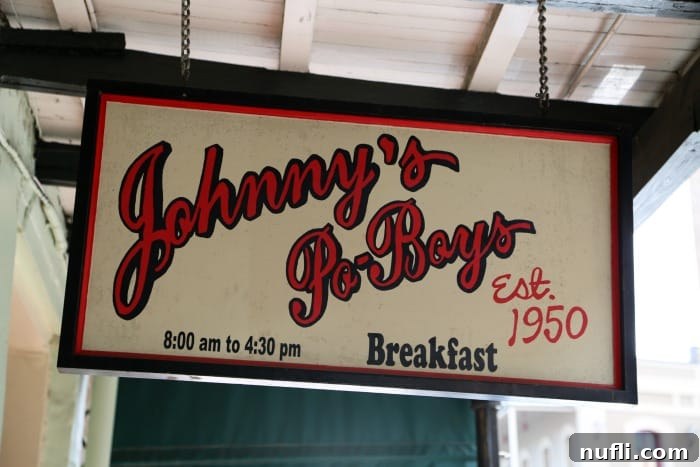 Johnny's
Po-Boys
Est.
1950
8:00 am to 4:30 pm
Breakfast
nufli.com